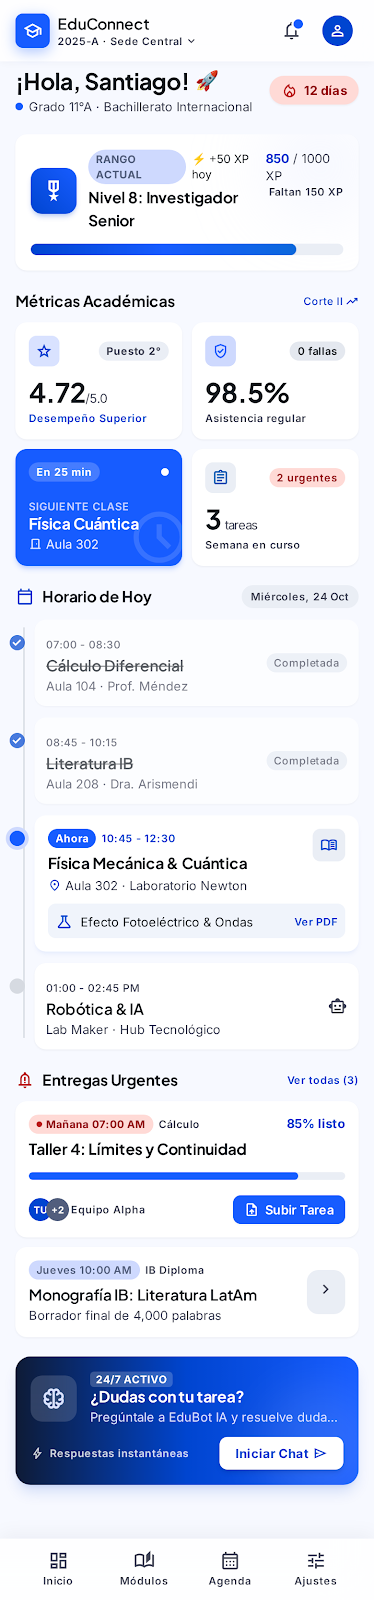 EduConnect
2025-A · Sede Central
¡Hola, Santiago! 🚀
Grado 11°A · Bachillerato Internacional
12 días
RANGO ACTUAL
⚡ +50 XP hoy
850 / 1000 XP
Faltan 150 XP
Nivel 8: Investigador
Senior
Métricas Académicas
Corte II
Puesto 2°
4.72/5.0
Desempeño Superior
0 fallas
98.5%
Asistencia regular
En 25 min
SIGUIENTE CLASE
Física Cuántica
Aula 302
2 urgentes
3 tareas
Semana en curso
Horario de Hoy
Miércoles, 24 Oct
07:00 - 08:30
Cálculo Diferencial
Aula 104 · Prof. Méndez
Completada
08:45 - 10:15
Literatura IB
Aula 208 · Dra. Arismendi
Completada
Ahora 10:45 - 12:30
Física Mecánica & Cuántica
Aula 302 · Laboratorio Newton
Efecto Fotoeléctrico & Ondas
Ver PDF
01:00 - 02:45 PM
Robótica & IA
Lab Maker · Hub Tecnológico
Entregas Urgentes
Ver todas (3)
Mañana 07:00 AM Cálculo
85% listo
Taller 4: Límites y Continuidad
TU +2 Equipo Alpha
Subir Tarea
Jueves 10:00 AM IB Diploma
Monografía IB: Literatura LatAm
Borrador final de 4,000 palabras
24/7 ACTIVO
¿Dudas con tu tarea?
Pregúntale a EduBot IA y resuelve duda...
Respuestas instantáneas
Iniciar Chat
Inicio
Módulos
Agenda
Ajustes